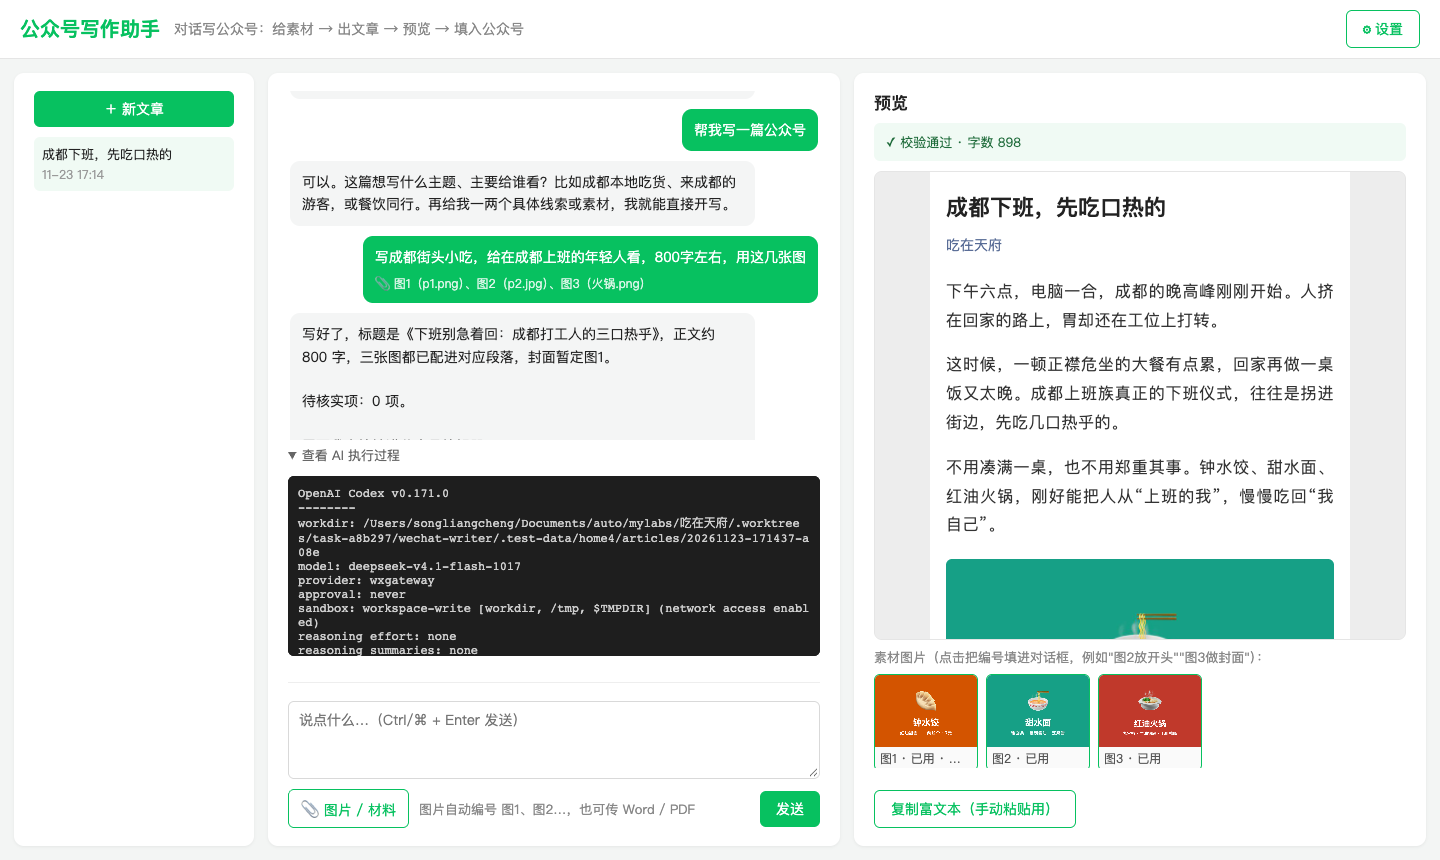 公众号写作助手
对话写公众号：给素材 → 出文章 → 预览 → 填入公众号
⚙ 设置
＋ 新文章
成都下班，先吃口热的
11-23 17:14
帮我写一篇公众号
可以。这篇想写什么主题、主要给谁看？比如成都本地吃货、来成都的
游客，或餐饮同行。再给我一两个具体线索或素材，我就能直接开写。
写成都街头小吃，给在成都上班的年轻人看，800字左右，用这几张图
📎 图1（p1.png）、图2（p2.jpg）、图3（火锅.png）
写好了，标题是《下班别急着回：成都打工人的三口热乎》，正文约
800 字，三张图都已配进对应段落，封面暂定图1。
待核实项：0 项。
▼ 查看 AI 执行过程
OpenAI Codex v0.171.0
--------
workdir: /Users/songliangcheng/Documents/auto/mylabs/吃在天府/.worktree
s/task-a8b297/wechat-writer/.test-data/home4/articles/20261123-171437-a
08e
model: deepseek-v4.1-flash-1017
provider: wxgateway
approval: never
sandbox: workspace-write [workdir, /tmp, $TMPDIR] (network access enabl
ed)
reasoning effort: none
reasoning summaries: none
说点什么…（Ctrl/⌘ + Enter 发送）
📎 图片 / 材料
图片自动编号 图1、图2…，也可传 Word / PDF
发送
预览
✓ 校验通过 · 字数 898
成都下班，先吃口热的
吃在天府
下午六点，电脑一合，成都的晚高峰刚刚开始。人挤
在回家的路上，胃却还在工位上打转。
这时候，一顿正襟危坐的大餐有点累，回家再做一桌
饭又太晚。成都上班族真正的下班仪式，往往是拐进
街边，先吃几口热乎的。
不用凑满一桌，也不用郑重其事。钟水饺、甜水面、
红油火锅，刚好能把人从“上班的我”，慢慢吃回“我
自己”。
素材图片（点击把编号填进对话框，例如"图2放开头""图3做封面"）：
钟水饺
甜水面
红油火锅
图1 · 已用 · …
图2 · 已用
图3 · 已用
复制富文本（手动粘贴用）